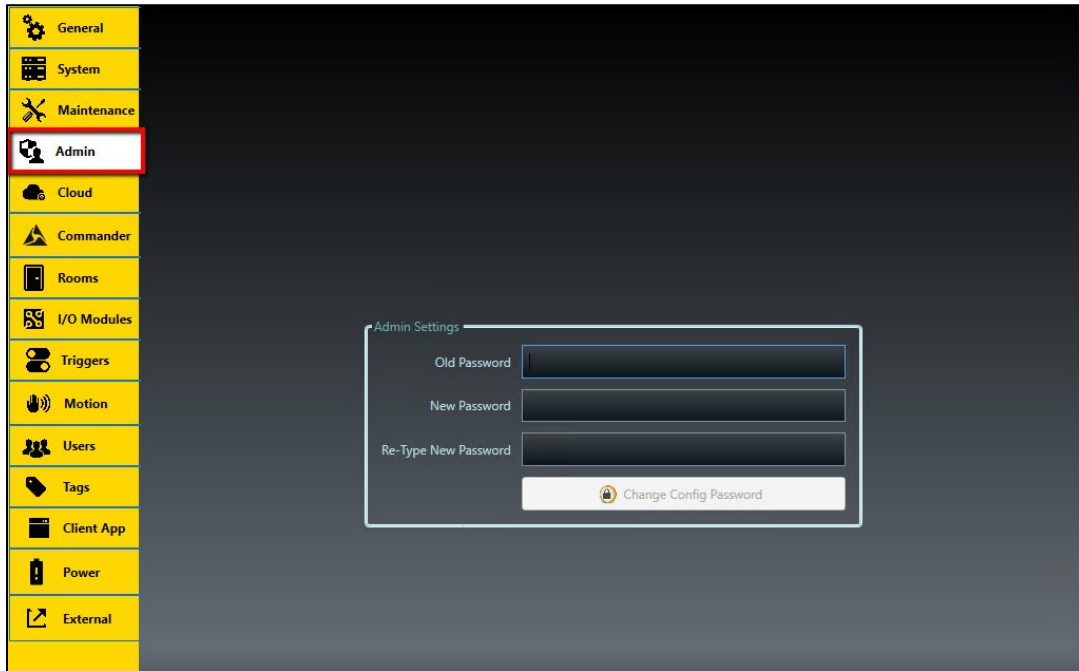 General
System
Maintenance
Admin
Cloud
Commander
Rooms
I/O Modules
Triggers
Motion
Users
Tags
Client App
Power
External
Admin Settings
Old Password
New Password
Re-Type New Password
Change Config Password